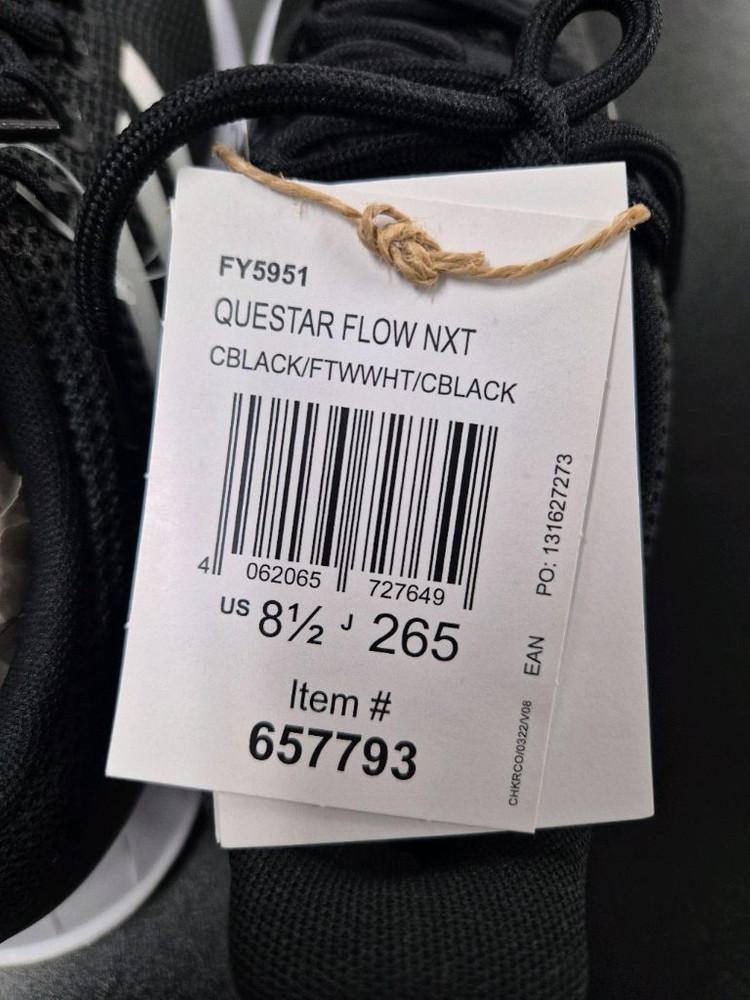 FY5951
QUESTAR FLOW NXT
CBLACK/FTWWHT/CBLACK
4 062065 727649
US 8½ J 265
Item #
657793
EAN PO: 131627273
CHKRCO/0322/V08